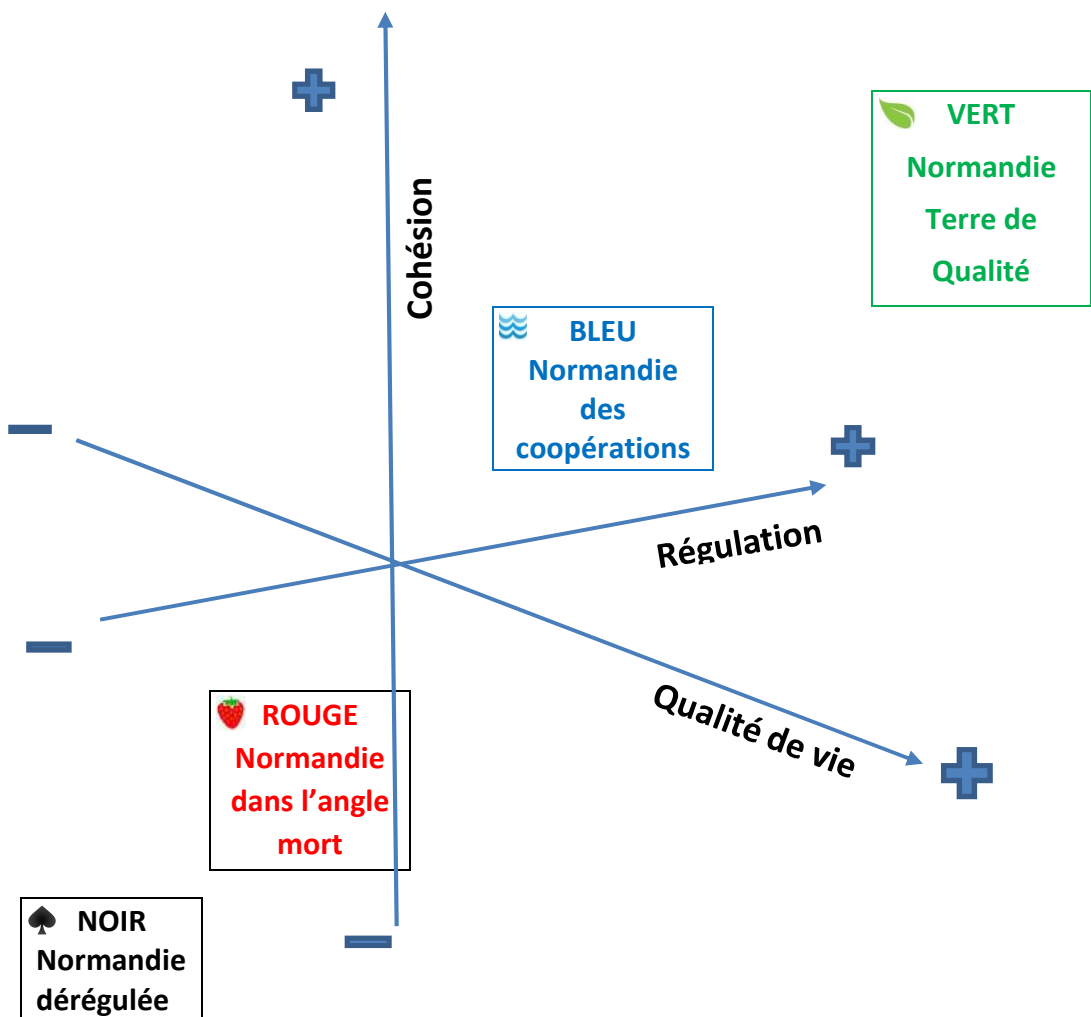 VERT
Normandie
Terre de
Qualité
Cohésion
BLEU
Normandie
des
coopérations
Régulation
Qualité de vie
ROUGE
Normandie
dans l’angle
mort
NOIR
Normandie
dérégulée